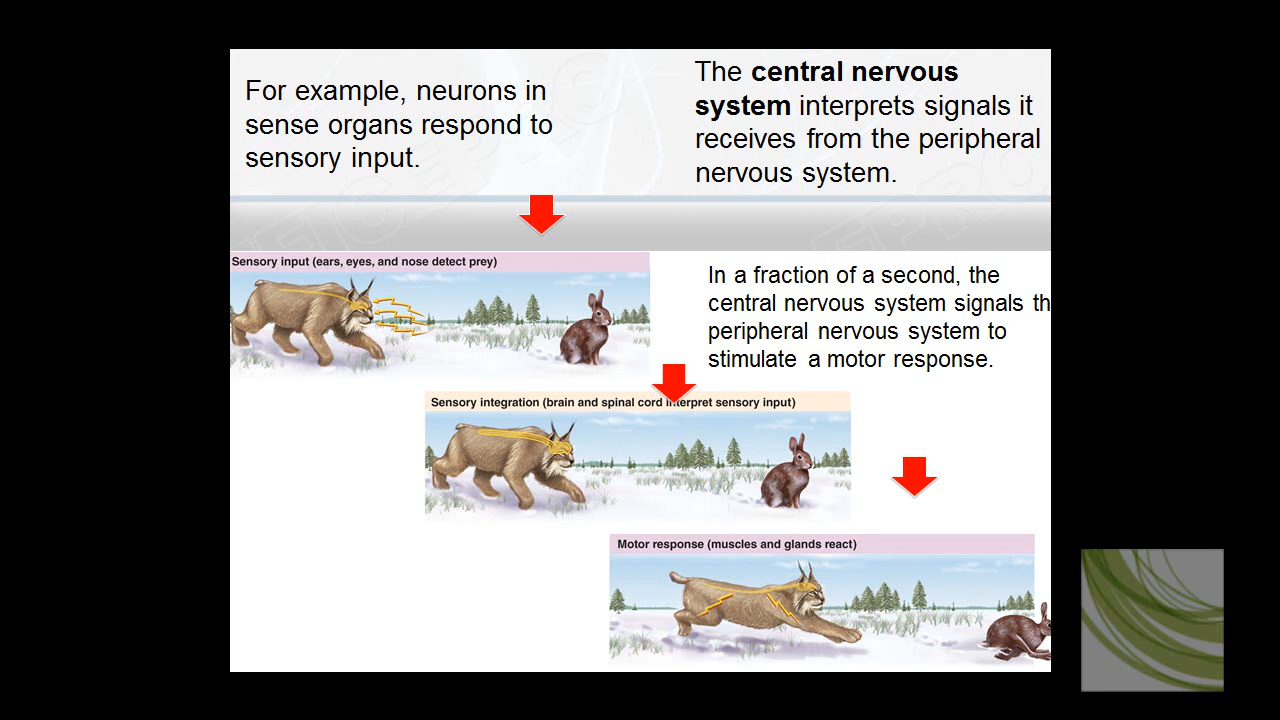 For example, neurons in
sense organs respond to
sensory input.
The central nervous
system interprets signals it
receives from the peripheral
nervous system.
Sensory input (ears, eyes, and nose detect prey)
In a fraction of a second, the
central nervous system signals th
peripheral nervous system to
stimulate a motor response.
Sensory integration (brain and spinal cord interpret sensory input)
Motor response (muscles and glands react)